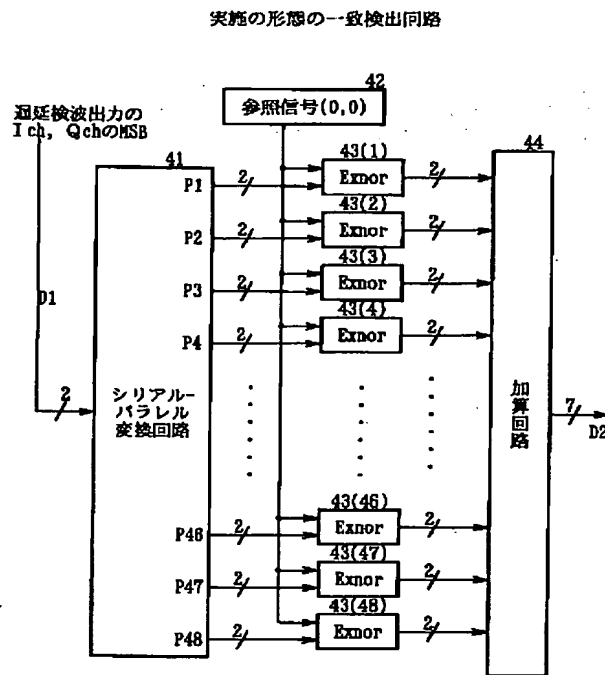 実施の形態の一致検出回路
42
参照信号(0,0)
遅延検波出力の
Ich, QchのMSB
41
44
43(1)
P1 2 Exnor 2
43(2)
P2 2 Exnor 2
43(3)
P3 2 Exnor 2
43(4)
P4 2 Exnor 2
D1
2
シリアル-
パラレル
変換回路
加算回路
7
D2
43(46)
P46 2 Exnor 2
43(47)
P47 2 Exnor 2
43(48)
P48 2 Exnor 2